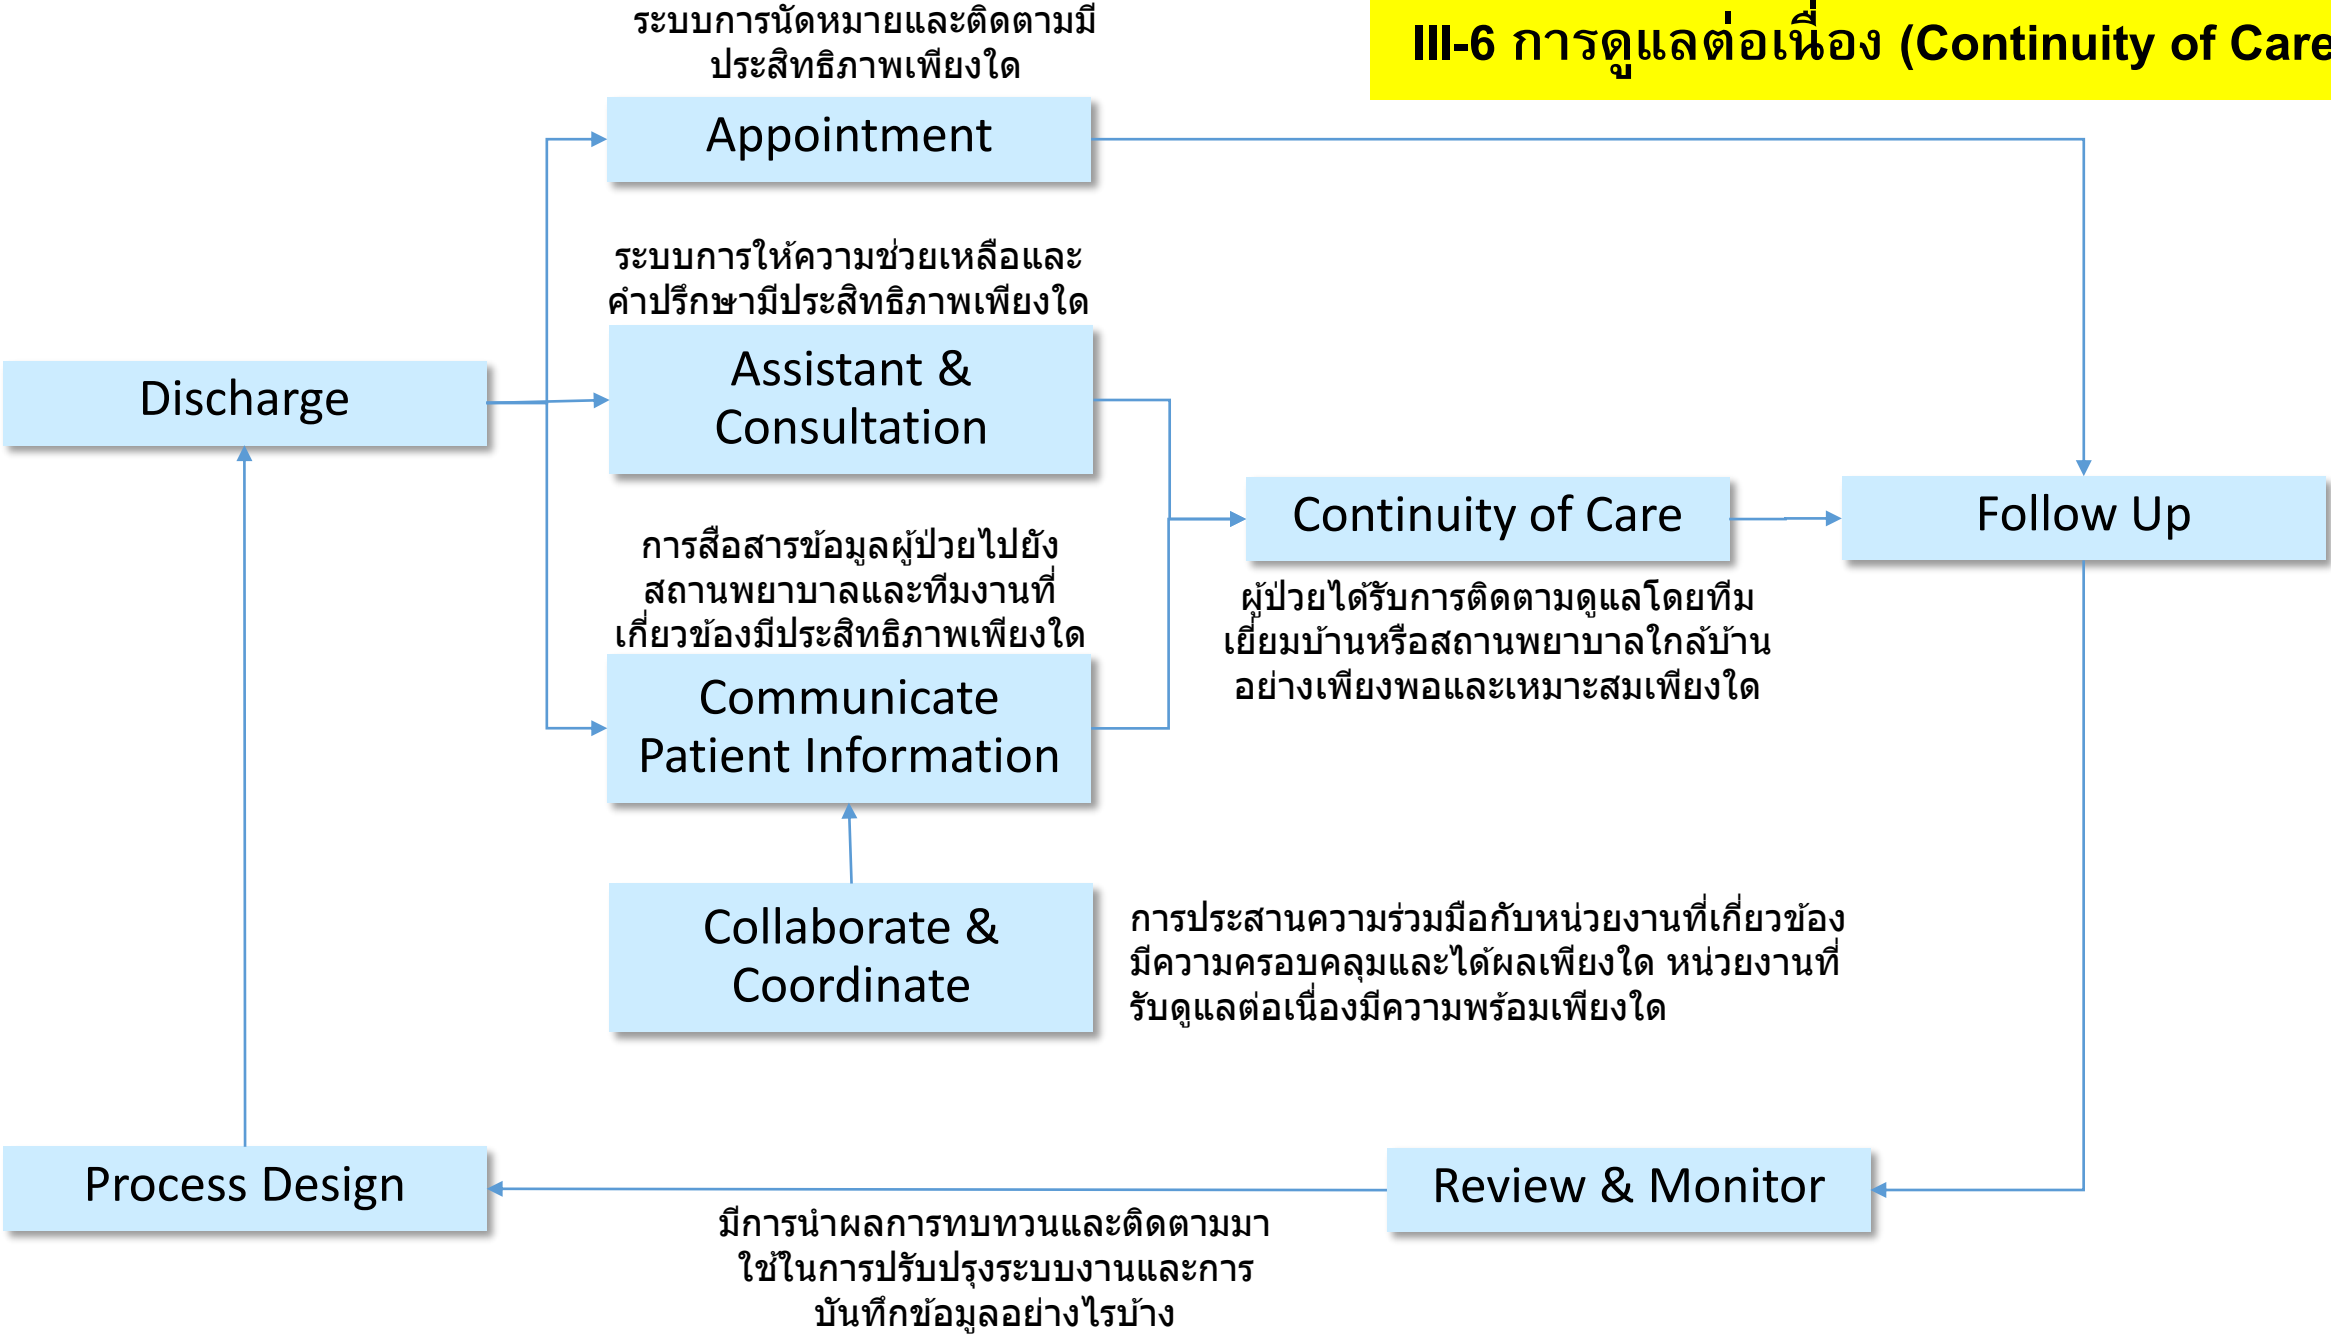 ระบบการนัดหมายและติดตามมี
ประสิทธิภาพเพียงใด
III-6 การดูแลต่อเนื่อง (Continuity of Care
Appointment
ระบบการให้ความช่วยเหลือและ
คำปรึกษามีประสิทธิภาพเพียงใด
Assistant &
Consultation
Discharge
การสื่อสารข้อมูลผู้ป่วยไปยัง
สถานพยาบาลและทีมงานที่
เกี่ยวข้องมีประสิทธิภาพเพียงใด
Communicate
Patient Information
Continuity of Care
ผู้ป่วยได้รับการติดตามดูแลโดยทีม
เยี่ยมบ้านหรือสถานพยาบาลใกล้บ้าน
อย่างเพียงพอและเหมาะสมเพียงใด
Follow Up
Collaborate &
Coordinate
การประสานความร่วมมือกับหน่วยงานที่เกี่ยวข้อง
มีความครอบคลุมและได้ผลเพียงใด หน่วยงานที่
รับดูแลต่อเนื่องมีความพร้อมเพียงใด
Process Design
Review & Monitor
มีการนำผลการทบทวนและติดตามมา
ใช้ในการปรับปรุงระบบงานและการ
บันทึกข้อมูลอย่างไรบ้าง